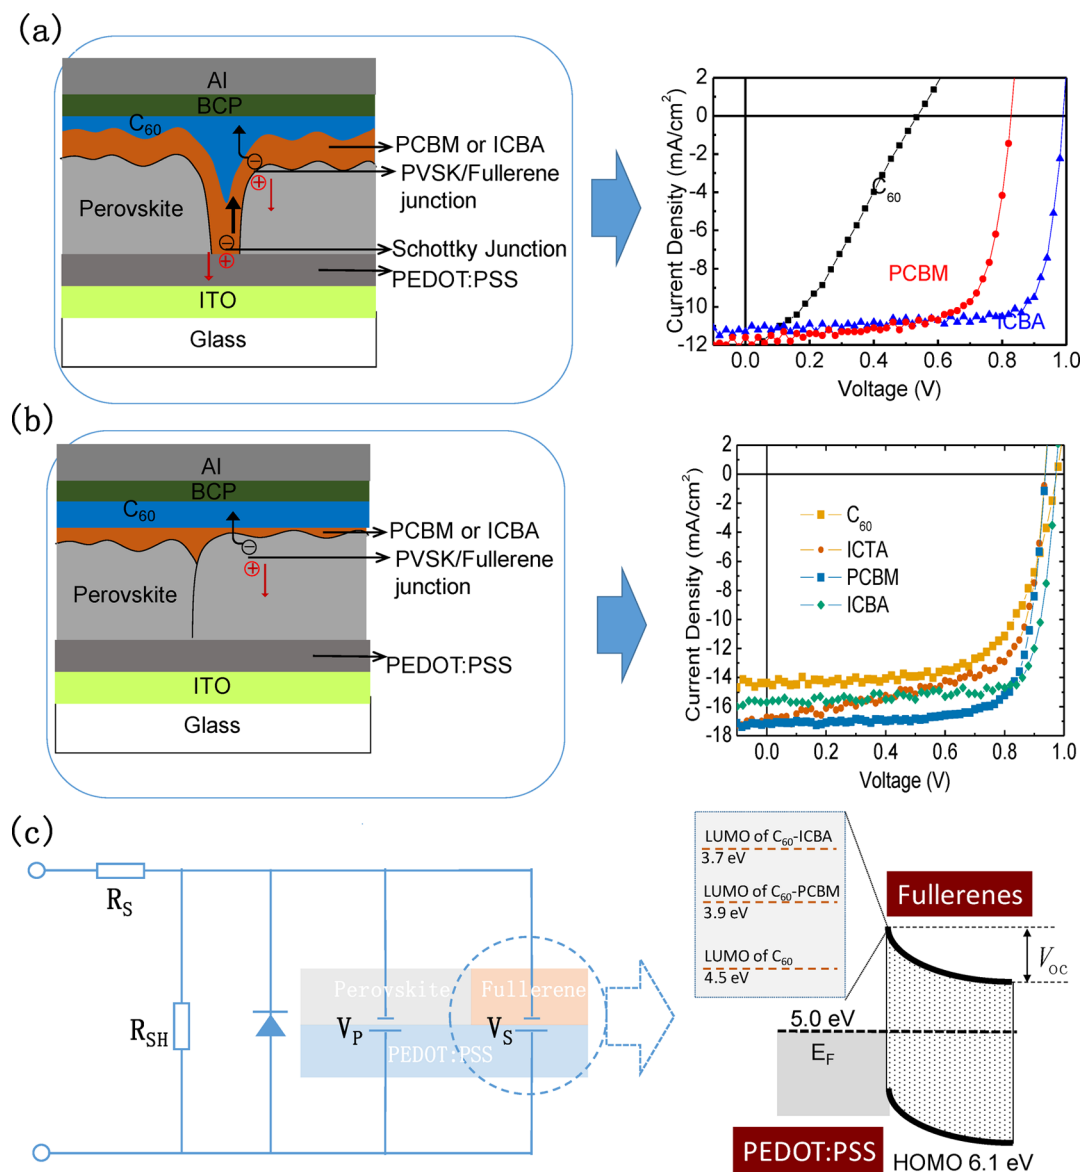 (a)
Al
BCP
C60
Perovskite
PEDOT:PSS
ITO
Glass
PCBM or ICBA
PVSK/Fullerene
junction
Schottky Junction
Current Density (mA/cm²)
2
0
-2
-4
-6
-8
-10
-12
C60
PCBM
ICBA
0.0
0.2
0.4
0.6
0.8
1.0
Voltage (V)
(b)
Al
BCP
C60
Perovskite
ITO
Glass
PCBM or ICBA
PVSK/Fullerene
junction
PEDOT:PSS
Current Density (mA/cm²)
2
0
-2
-4
-6
-8
-10
-12
-14
-16
-18
C60
ICTA
PCBM
ICBA
0.0
0.2
0.4
0.6
0.8
1.0
Voltage (V)
(c)
RS
RSH
Perovskite
Fullerene
VP
VS
PEDOT:PSS
LUMO of C60-ICBA
3.7 eV
LUMO of C60-PCBM
3.9 eV
LUMO of C60
4.5 eV
Fullerenes
VOC
5.0 eV
EF
PEDOT:PSS
HOMO 6.1 eV